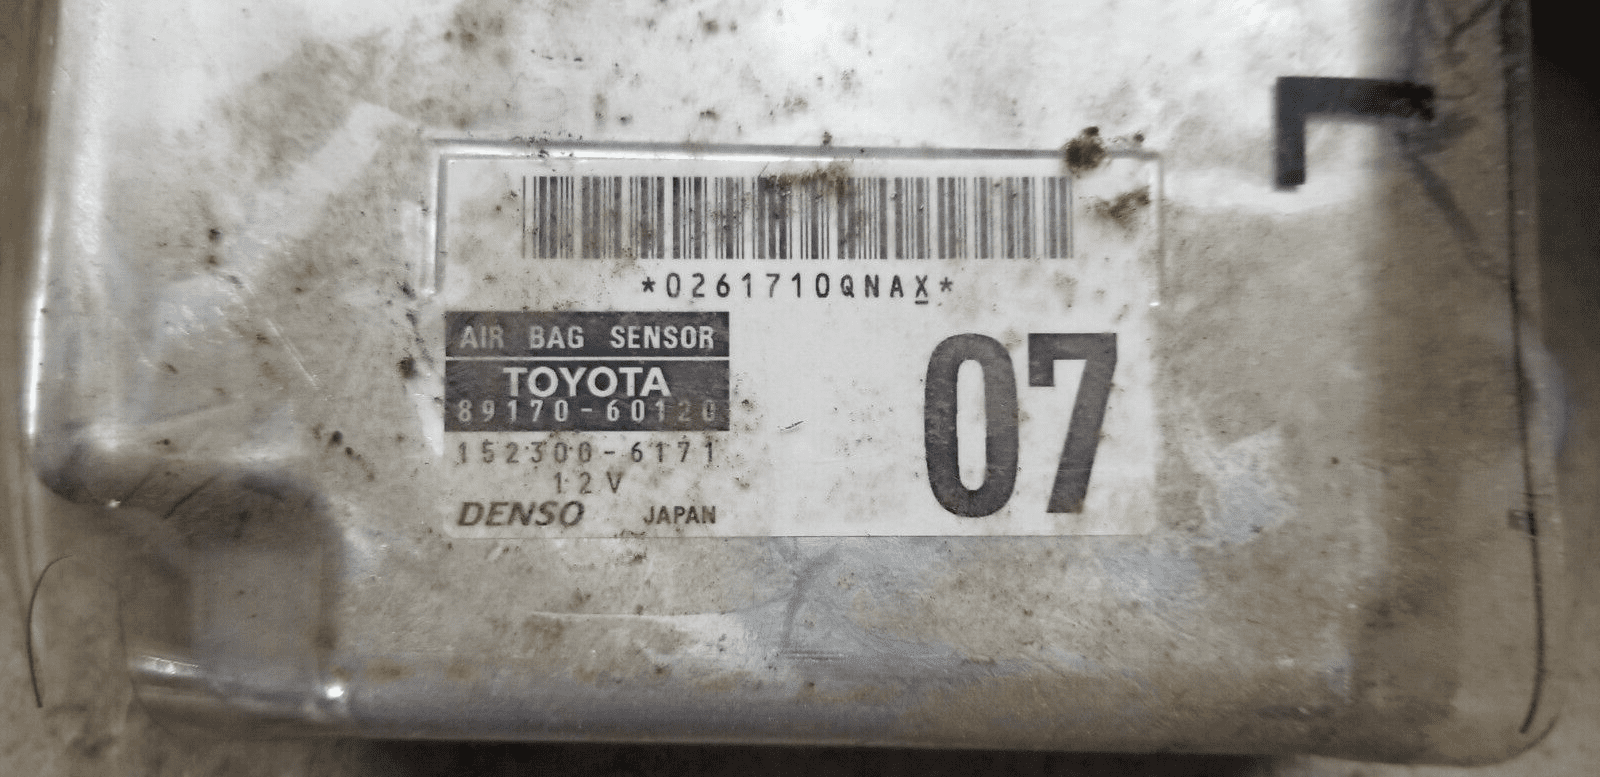 *0261710QNAX*
AIR BAG SENSOR
TOYOTA
89170-60120
152300-6171
12V
DENSO JAPAN
07